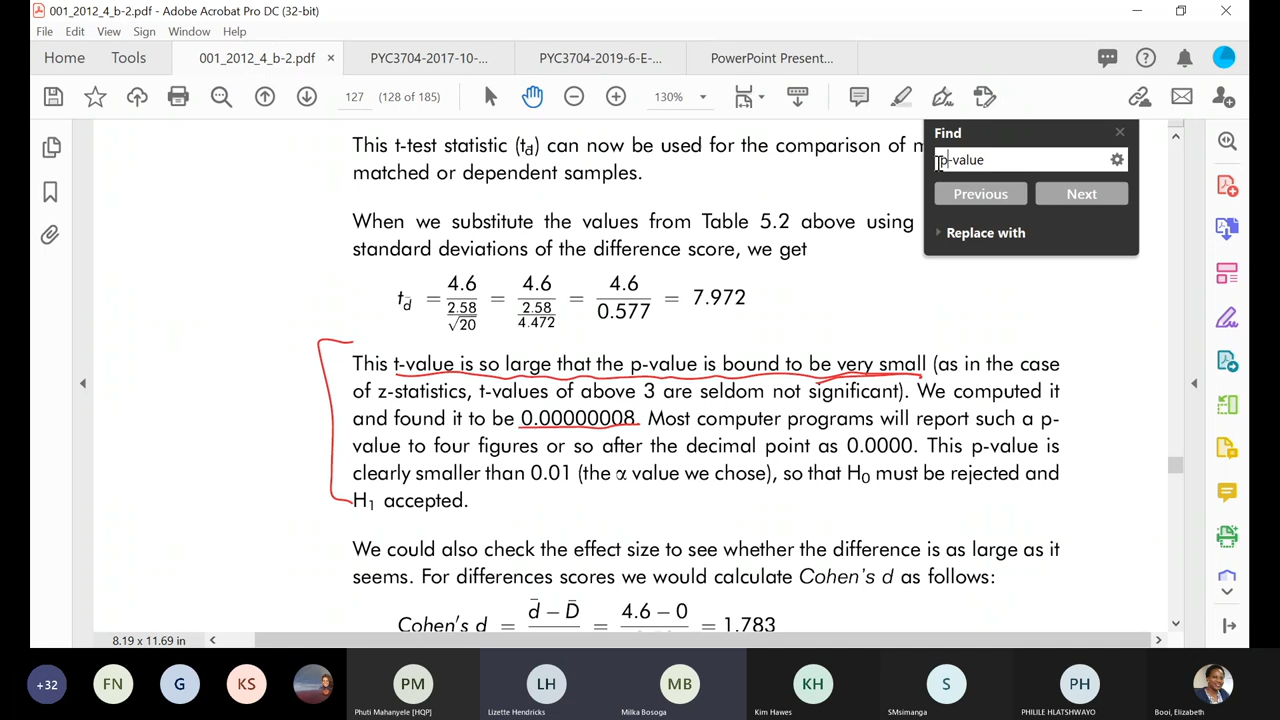 001_2012_4_b-2.pdf - Adobe Acrobat Pro DC (32-bit)
File Edit View Sign Window Help
Home Tools 001_2012_4_b-2.pdf × PYC3704-2017-10-... PYC3704-2019-6-E-... PowerPoint Present...
127 (128 of 185) 130%
This t-test statistic (td̄) can now be used for the comparison of m
matched or dependent samples.
Find
p-value
Previous Next
Replace with
When we substitute the values from Table 5.2 above using
standard deviations of the difference score, we get
td̄ = 4.6 / (2.58 / √20) = 4.6 / (2.58 / 4.472) = 4.6 / 0.577 = 7.972
This t-value is so large that the p-value is bound to be very small (as in the case
of z-statistics, t-values of above 3 are seldom not significant). We computed it
and found it to be 0.00000008. Most computer programs will report such a p-
value to four figures or so after the decimal point as 0.0000. This p-value is
clearly smaller than 0.01 (the α value we chose), so that H0 must be rejected and
H1 accepted.
We could also check the effect size to see whether the difference is as large as it
seems. For differences scores we would calculate Cohen's d as follows:
Cohen's d = d̄ – D̄ = 4.6 – 0 = 1.783
8.19 x 11.69 in
+32 FN G KS PM LH MB KH S PH
Phuti Mahanyele [HQP] Lizette Hendricks Milka Bosoga Kim Hawes SMsimanga PHILILE HLATSHWAYO Booi, Elizabeth